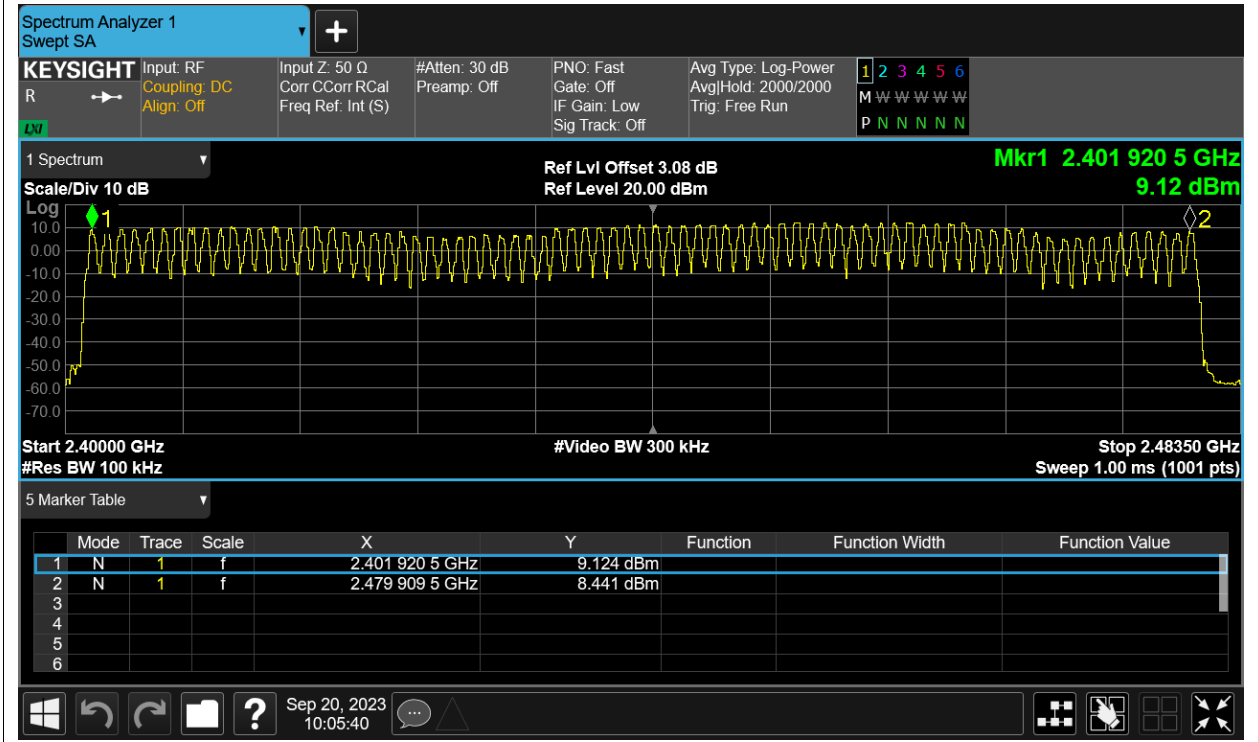 Spectrum Analyzer 1
Swept SA
+
KEYSIGHT
R
LXI
Input: RF
Coupling: DC
Align: Off
Input Z: 50 Ω
Corr CCorr RCal
Freq Ref: Int (S)
#Atten: 30 dB
Preamp: Off
PNO: Fast
Gate: Off
IF Gain: Low
Sig Track: Off
Avg Type: Log-Power
Avg|Hold: 2000/2000
Trig: Free Run
1 2 3 4 5 6
M W W W W W W
P N N N N N N
1 Spectrum
Scale/Div 10 dB
Ref Lvl Offset 3.08 dB
Ref Level 20.00 dBm
Mkr1 2.401 920 5 GHz
9.12 dBm
Log
1
2
10.0
0.00
-10.0
-20.0
-30.0
-40.0
-50.0
-60.0
-70.0
Start 2.40000 GHz
#Video BW 300 kHz
Stop 2.48350 GHz
#Res BW 100 kHz
Sweep 1.00 ms (1001 pts)
5 Marker Table
Mode Trace Scale X Y Function Function Width Function Value
1 N 1 f 2.401 920 5 GHz 9.124 dBm
2 N 1 f 2.479 909 5 GHz 8.441 dBm
3
4
5
6
?
Sep 20, 2023
10:05:40